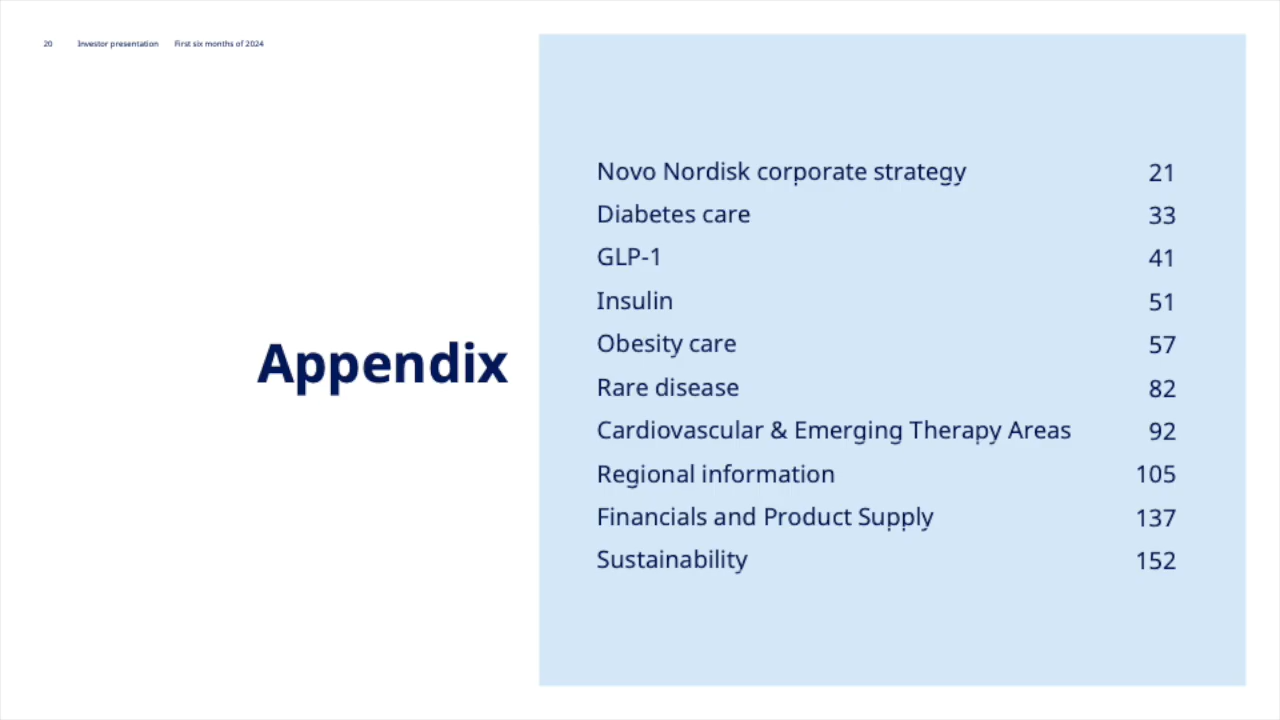 20 Investor presentation First six months of 2024
Appendix
Novo Nordisk corporate strategy 21
Diabetes care 33
GLP-1 41
Insulin 51
Obesity care 57
Rare disease 82
Cardiovascular & Emerging Therapy Areas 92
Regional information 105
Financials and Product Supply 137
Sustainability 152